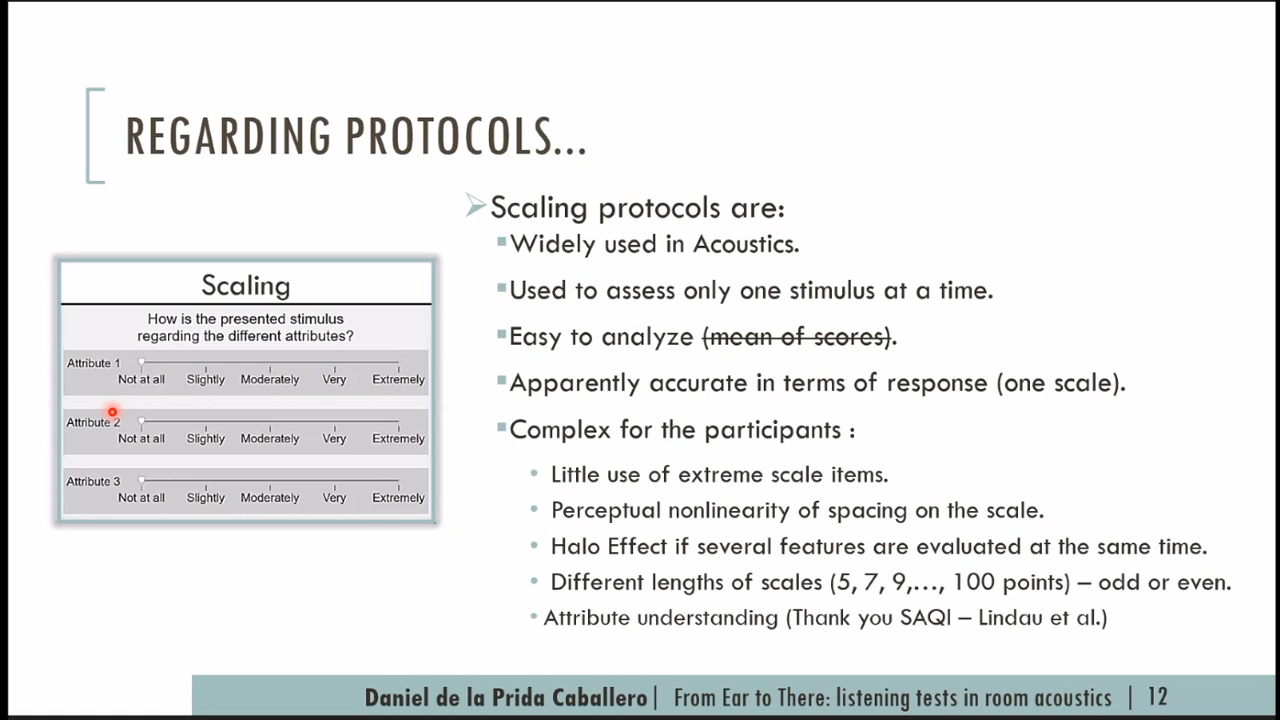 REGARDING PROTOCOLS...
Scaling protocols are:
Widely used in Acoustics.
Used to assess only one stimulus at a time.
Easy to analyze (mean of scores).
Apparently accurate in terms of response (one scale).
Complex for the participants :
Little use of extreme scale items.
Perceptual nonlinearity of spacing on the scale.
Halo Effect if several features are evaluated at the same time.
Different lengths of scales (5, 7, 9,..., 100 points) – odd or even.
Attribute understanding (Thank you SAQI – Lindau et al.)
Scaling
How is the presented stimulus
regarding the different attributes?
Attribute 1
Not at all Slightly Moderately Very Extremely
Attribute 2
Not at all Slightly Moderately Very Extremely
Attribute 3
Not at all Slightly Moderately Very Extremely
Daniel de la Prida Caballero| From Ear to There: listening tests in room acoustics | 12